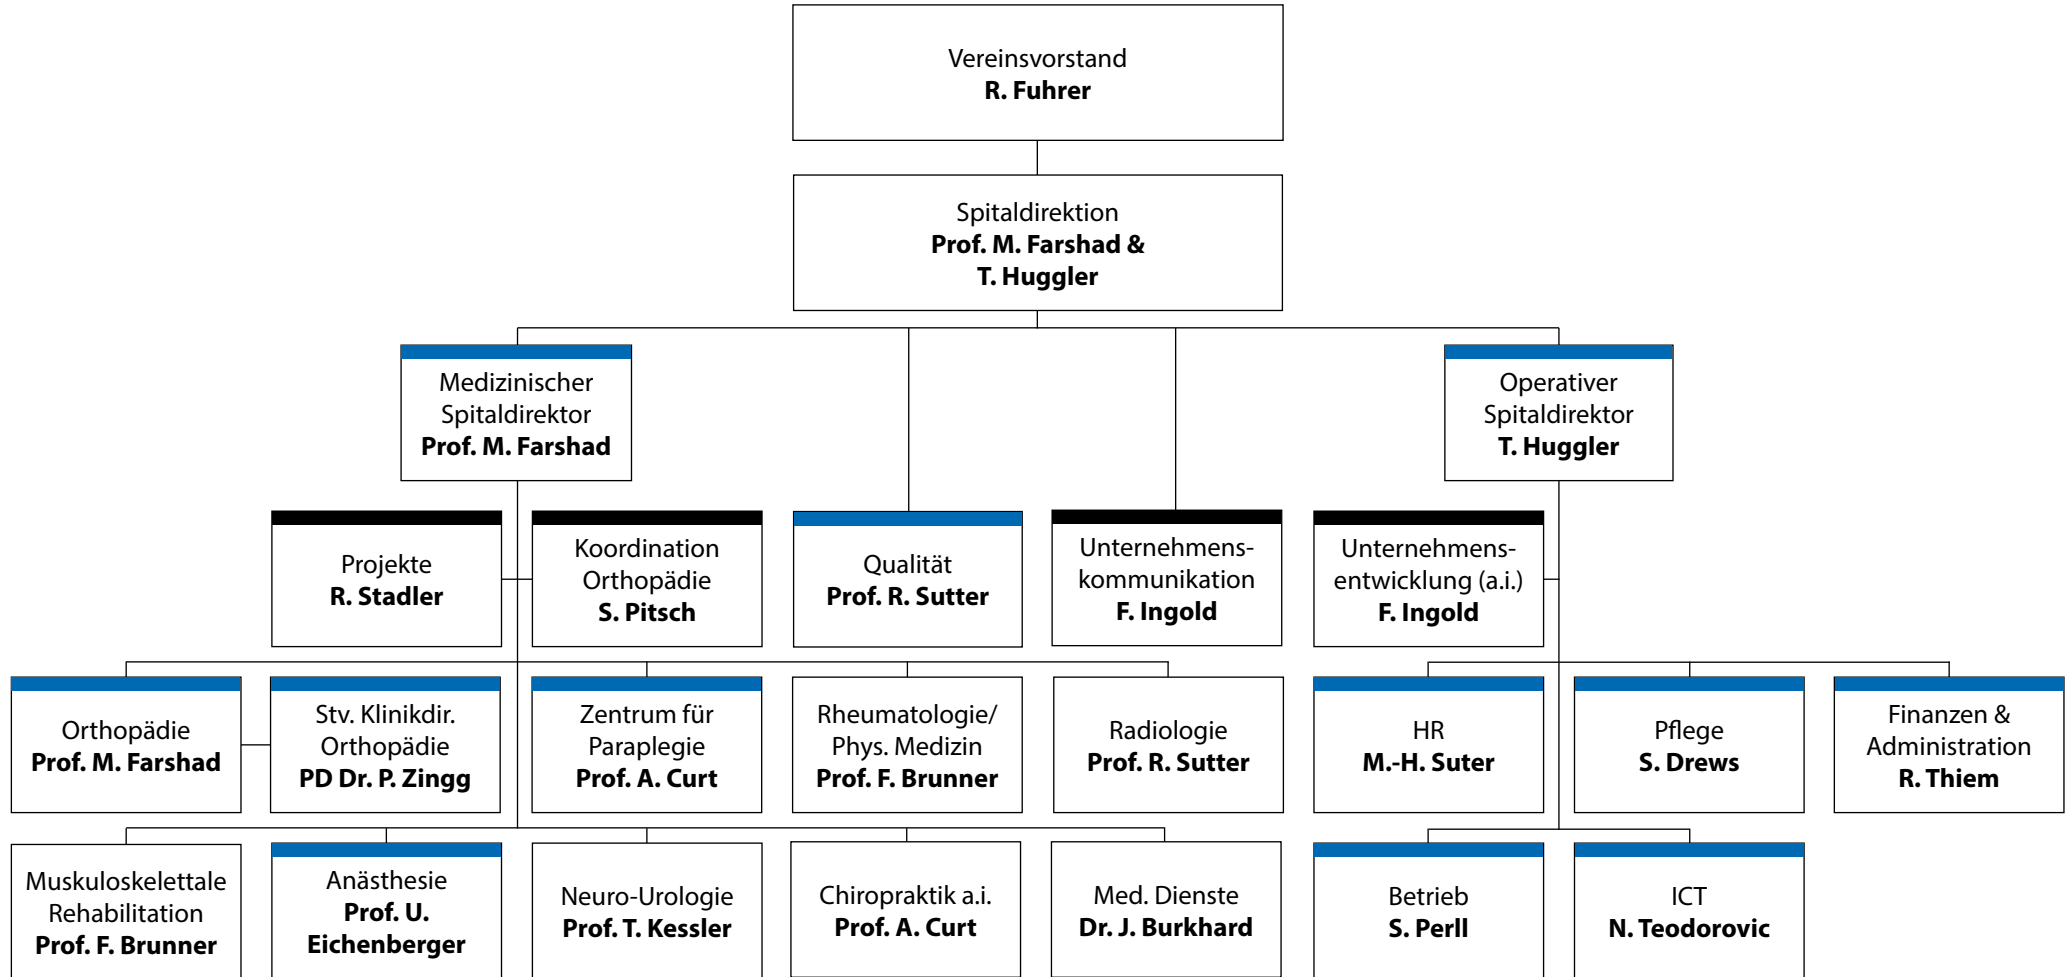 Vereinsvorstand
R. Fuhrer
Spitaldirektion
Prof. M. Farshad &
T. Huggler
Medizinischer
Spitaldirektor
Prof. M. Farshad
Operativer
Spitaldirektor
T. Huggler
Projekte
R. Stadler
Koordination
Orthopädie
S. Pitsch
Qualität
Prof. R. Sutter
Unternehmens-
kommunikation
F. Ingold
Unternehmens-
entwicklung (a.i.)
F. Ingold
Orthopädie
Prof. M. Farshad
Stv. Klinikdir.
Orthopädie
PD Dr. P. Zingg
Zentrum für
Paraplegie
Prof. A. Curt
Rheumatologie/
Phys. Medizin
Prof. F. Brunner
Radiologie
Prof. R. Sutter
HR
M.-H. Suter
Pflege
S. Drews
Finanzen &
Administration
R. Thiem
Muskuloskelettale
Rehabilitation
Prof. F. Brunner
Anästhesie
Prof. U.
Eichenberger
Neuro-Urologie
Prof. T. Kessler
Chiropraktik a.i.
Prof. A. Curt
Med. Dienste
Dr. J. Burkhard
Betrieb
S. Perll
ICT
N. Teodorovic